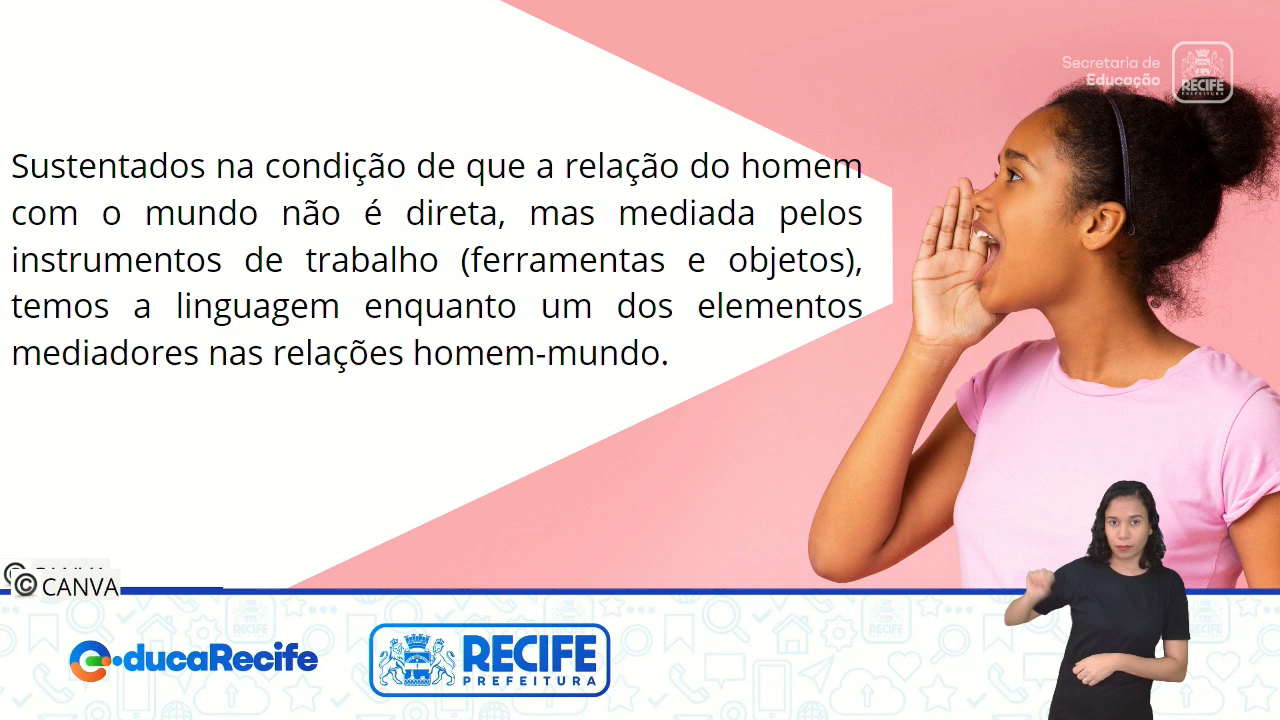 Secretaria de
Educação
RECIFE
PREFEITURA
Sustentados na condição de que a relação do homem
com o mundo não é direta, mas mediada pelos
instrumentos de trabalho (ferramentas e objetos),
temos a linguagem enquanto um dos elementos
mediadores nas relações homem-mundo.
© CANVA
ducaRecife
RECIFE
PREFEITURA